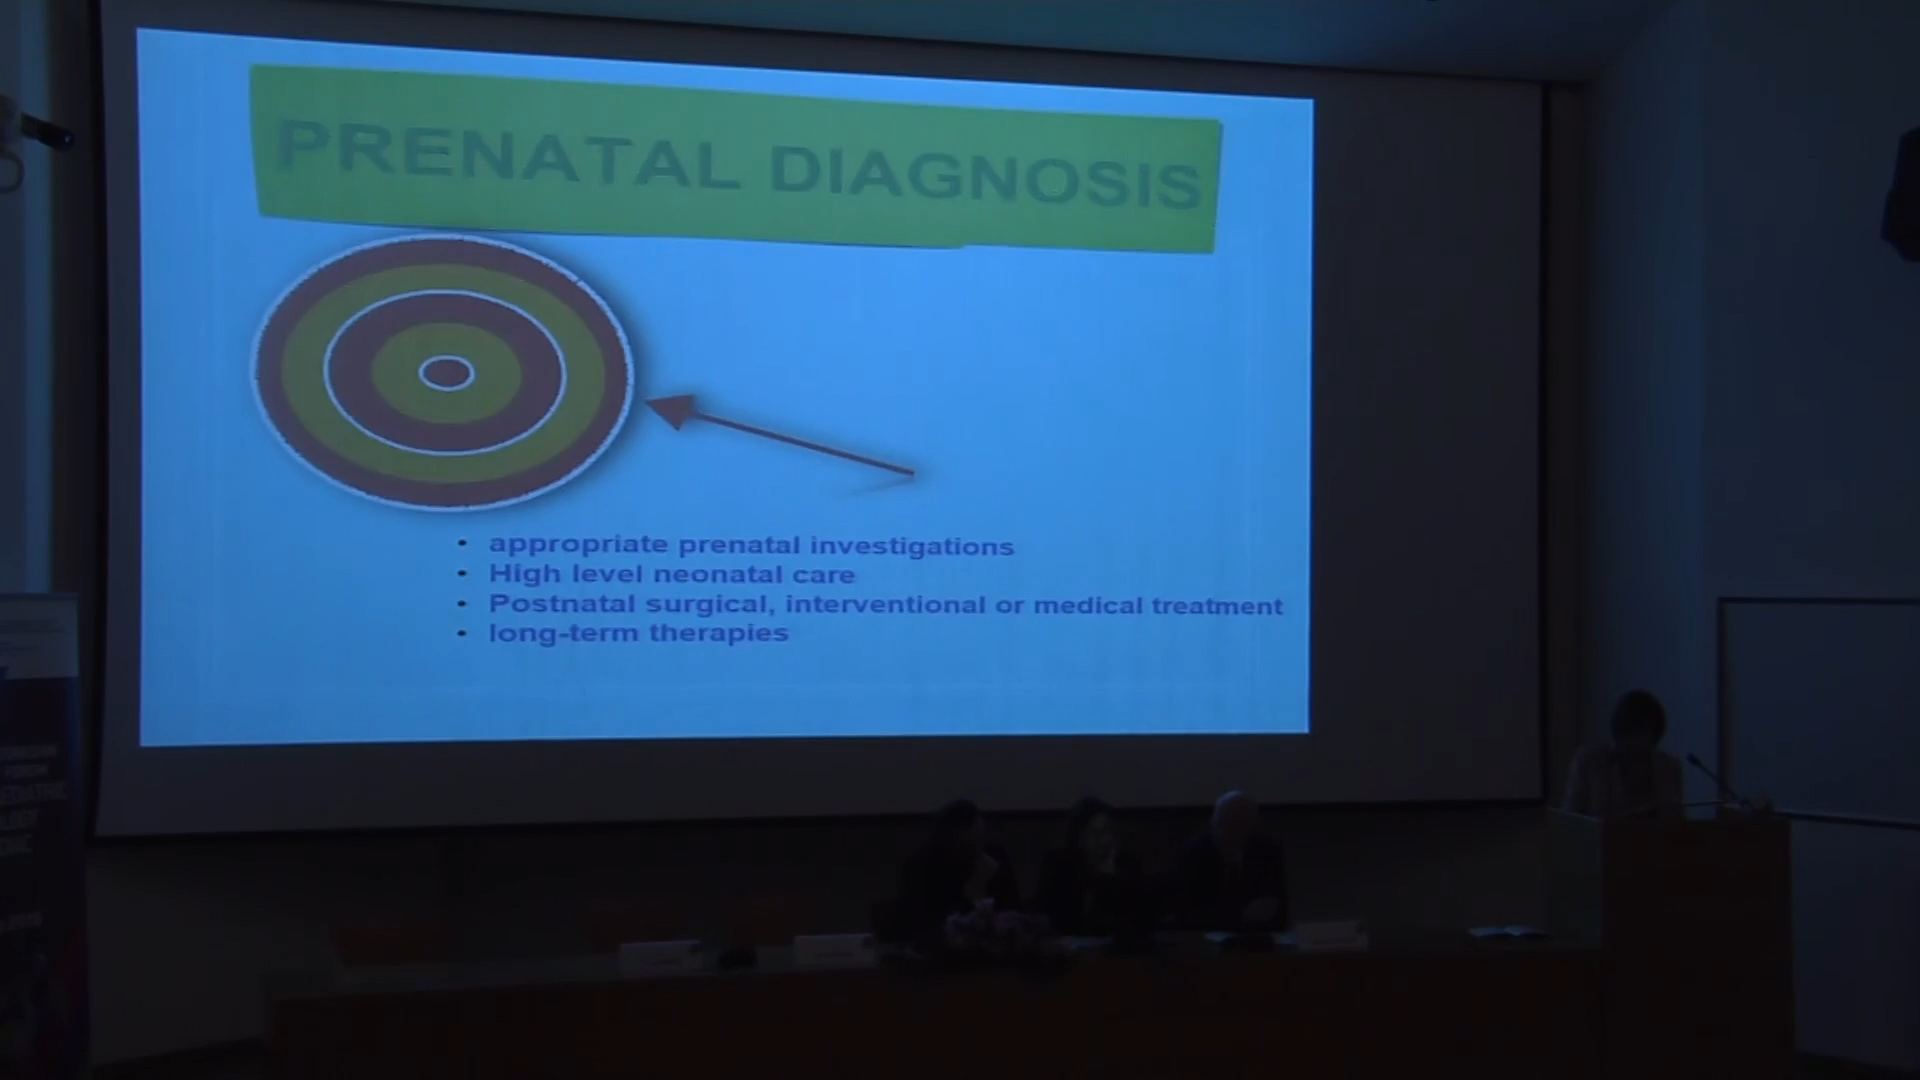 PRENATAL DIAGNOSIS
• appropriate prenatal investigations
• High level neonatal care
• Postnatal surgical, interventional or medical treatment
• long-term therapies